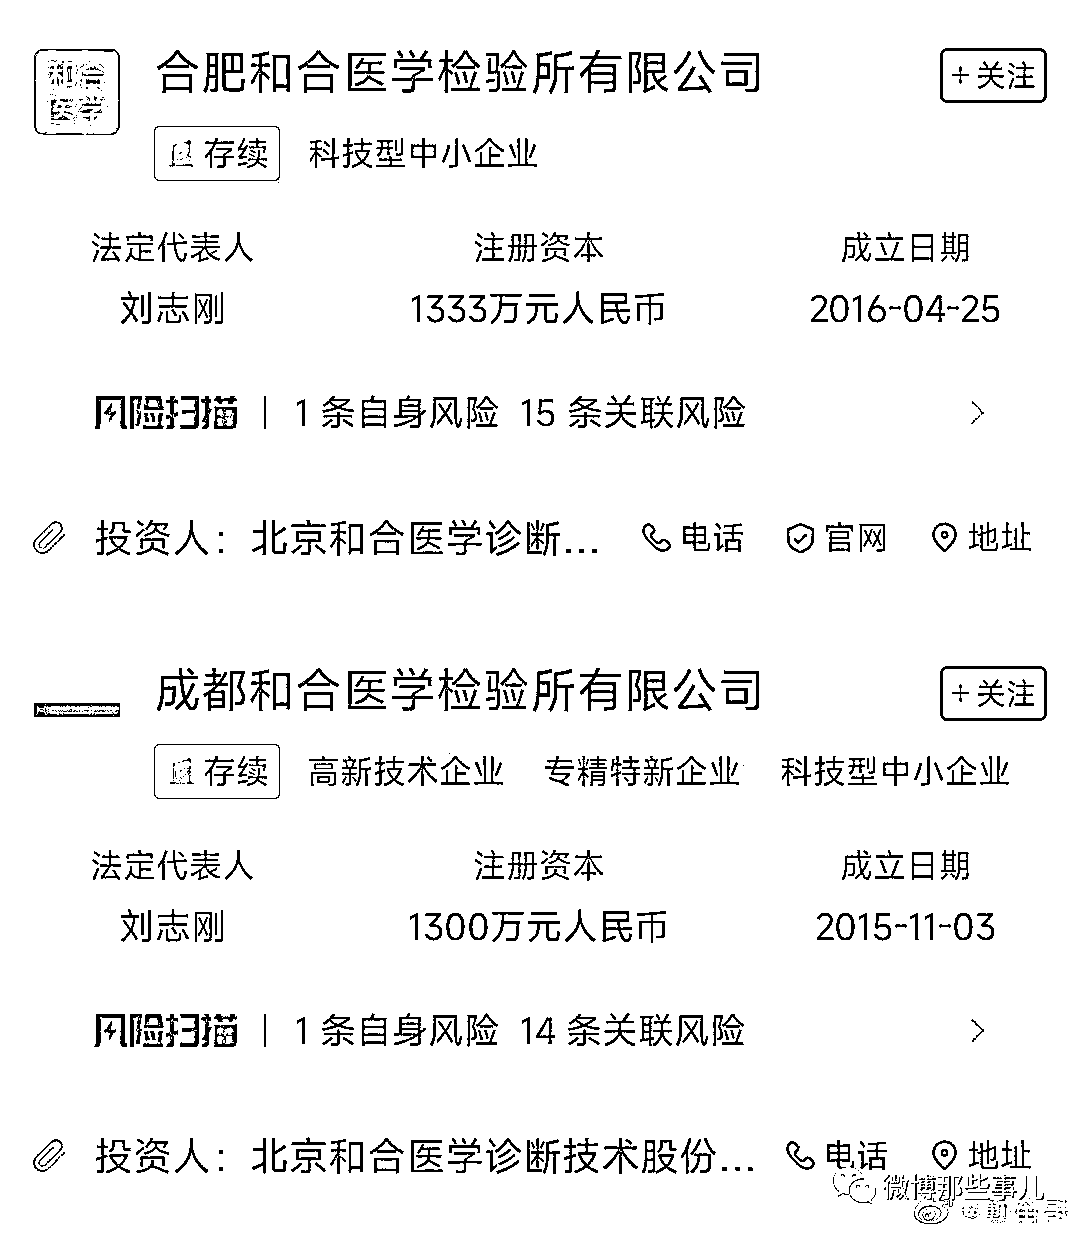 和合
医学
合肥和合医学检验所有限公司
+关注
存续 科技型中小企业
法定代表人 注册资本 成立日期
刘志刚 1333万元人民币 2016-04-25
风险扫描 | 1 条自身风险 15 条关联风险 >
投资人：北京和合医学诊断... 电话 官网 地址
成都和合医学检验所有限公司
+关注
存续 高新技术企业 专精特新企业 科技型中小企业
法定代表人 注册资本 成立日期
刘志刚 1300万元人民币 2015-11-03
风险扫描 | 1 条自身风险 14 条关联风险 >
投资人：北京和合医学诊断技术股份... 电话 地址
微博那些事儿